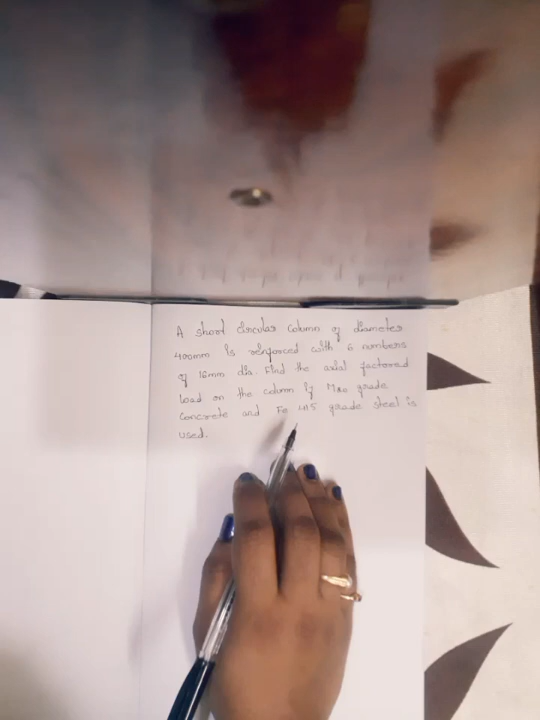 A short circular column of diameter
400mm is reinforced with 6 numbers
of 16mm dia. Find the axial factored
load on the column if M20 grade
concrete and Fe 415 grade steel is
used.